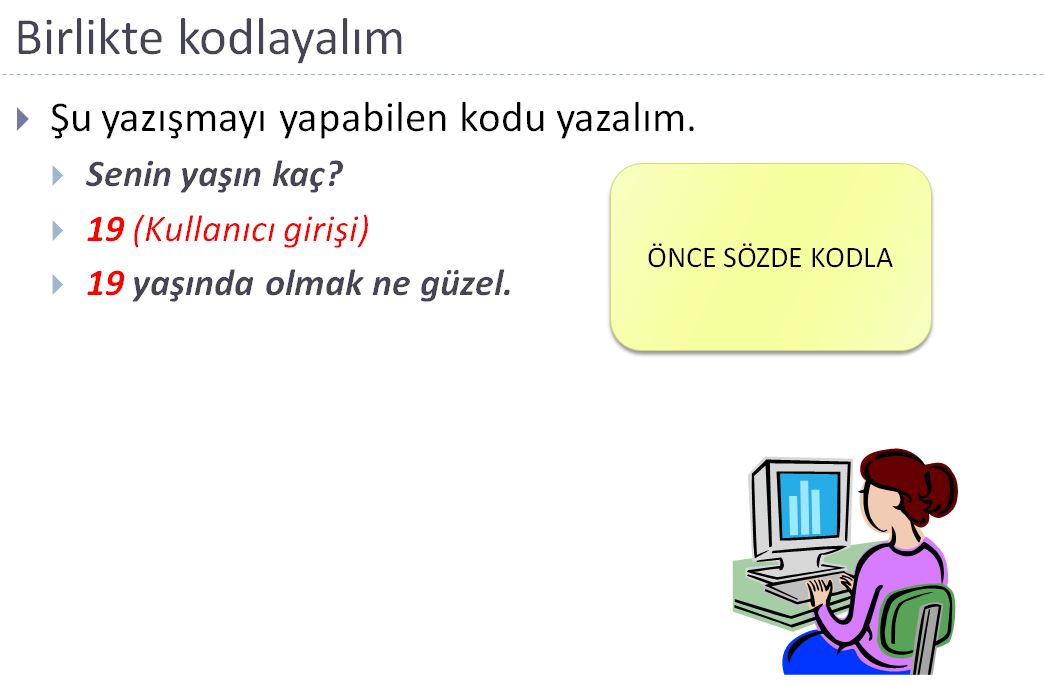 Birlikte kodlayalım
Şu yazışmayı yapabilen kodu yazalım.
Senin yaşın kaç?
19 (Kullanıcı girişi)
19 yaşında olmak ne güzel.
ÖNCE SÖZDE KODLA